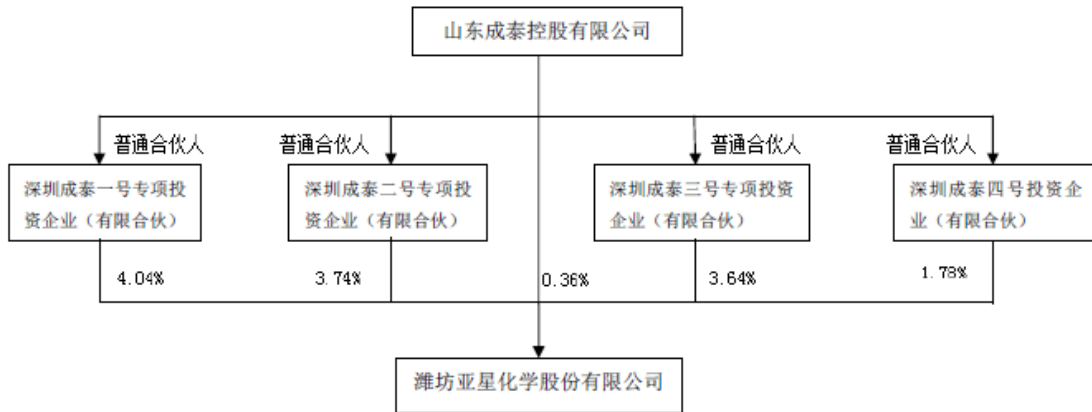 山东成泰控股有限公司
普通合伙人
普通合伙人
普通合伙人
普通合伙人
深圳成泰一号专项投
资企业（有限合伙）
深圳成泰二号专项投
资企业（有限合伙）
深圳成泰三号专项投资
企业（有限合伙）
深圳成泰四号投资企
业（有限合伙）
4.04%
3.74%
0.36%
3.64%
1.78%
潍坊亚星化学股份有限公司